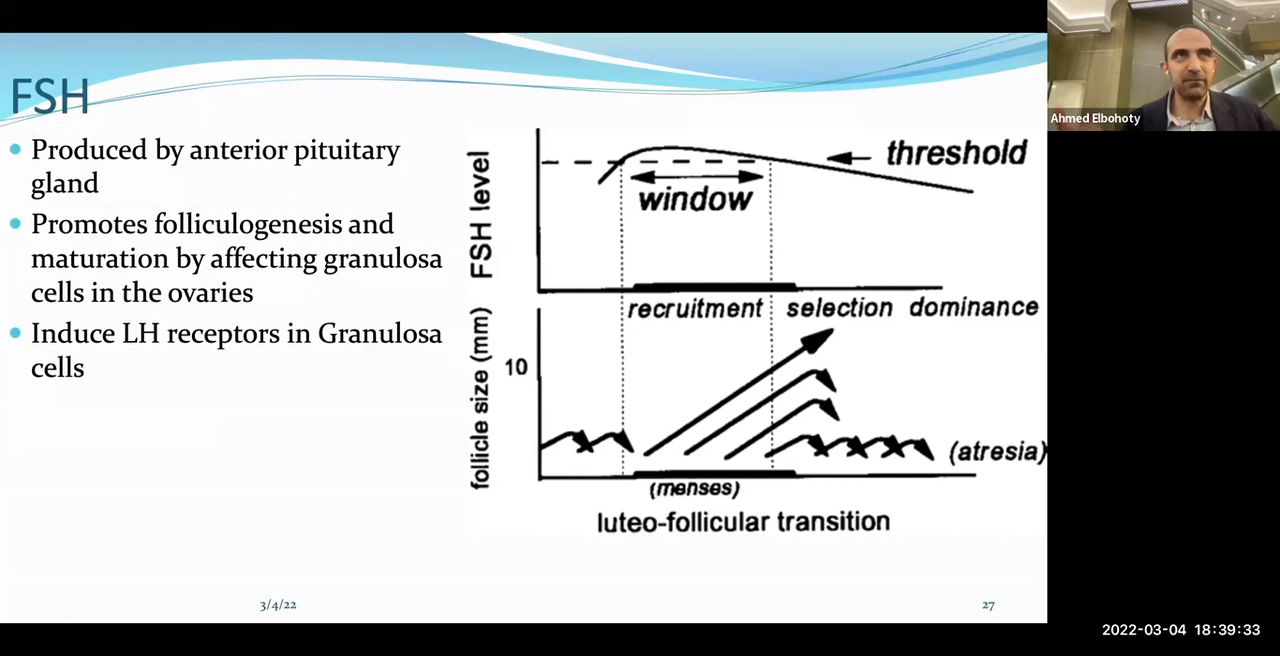 FSH
Produced by anterior pituitary
gland
Promotes folliculogenesis and
maturation by affecting granulosa
cells in the ovaries
Induce LH receptors in Granulosa
cells
FSH level
threshold
window
recruitment selection dominance
follicle size (mm)
10
(atresia)
(menses)
luteo-follicular transition
3/4/22
27
Ahmed Elbohoty
2022-03-04 18:39:33